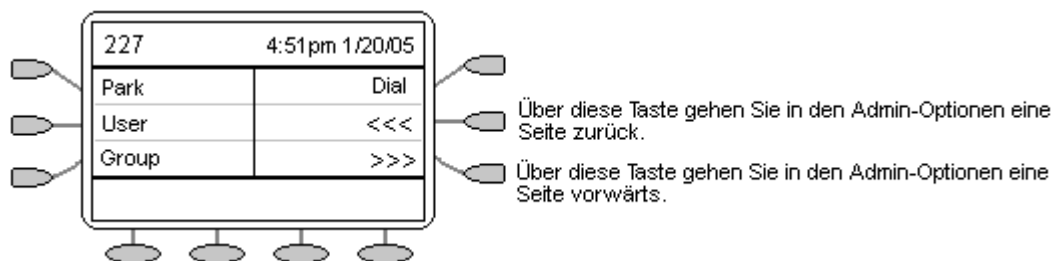 227 4:51pm 1/20/05
Park Dial
User <<<
Group >>>
Über diese Taste gehen Sie in den Admin-Optionen eine
Seite zurück.
Über diese Taste gehen Sie in den Admin-Optionen eine
Seite vorwärts.